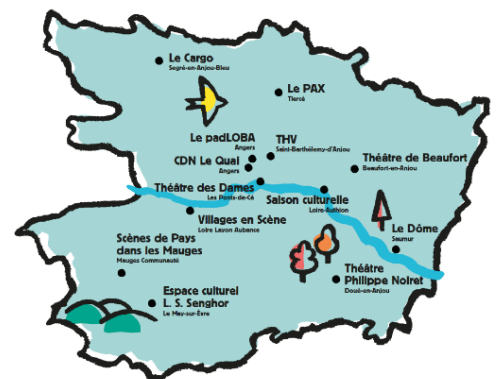 Le Cargo
Segré-en-Anjou-Bleu
Le PAX
Tiercé
Le padLOBA
Angers
THV
Saint-Barthélemy-d'Anjou
CDN Le Quai
Angers
Théâtre de Beaufort
Beaufort-en-Anjou
Théâtre des Dames
Les Ponts-de-Cé
Saison culturelle
Loire-Authion
Villages en Scène
Loire Layon Aubance
Le Dôme
Saumur
Scènes de Pays
dans les Mauges
Mauges Communauté
Théâtre
Philippe Noiret
Doué-en-Anjou
Espace culturel
L. S. Senghor
Le May-sur-Èvre